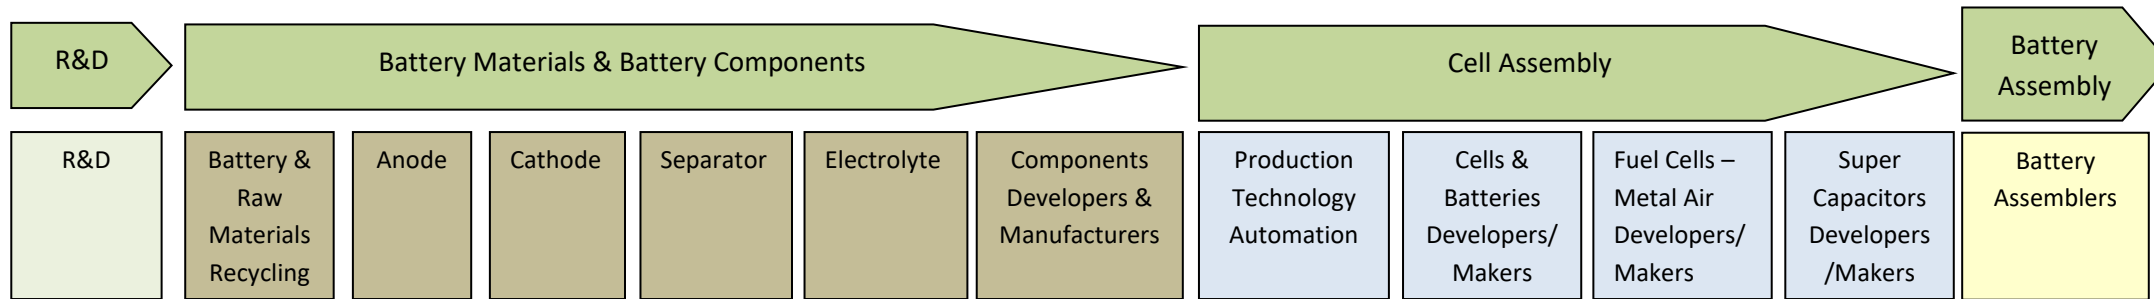 R&D
Battery Materials & Battery Components
Cell Assembly
Battery
Assembly
R&D
Battery &
Raw
Materials
Recycling
Anode
Cathode
Separator
Electrolyte
Components
Developers &
Manufacturers
Production
Technology
Automation
Cells &
Batteries
Developers/
Makers
Fuel Cells –
Metal Air
Developers/
Makers
Super
Capacitors
Developers
/Makers
Battery
Assemblers